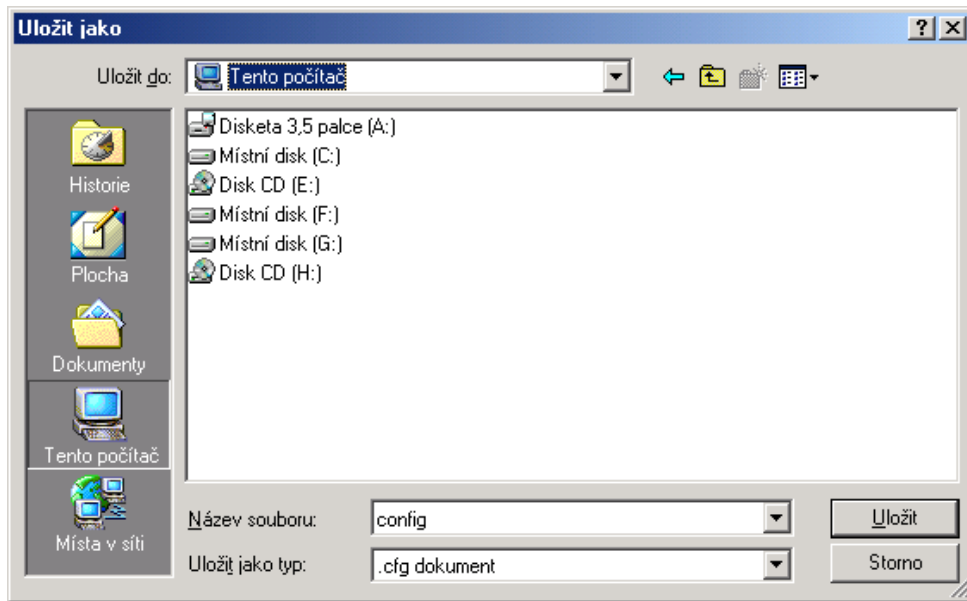 Uložit jako
Uložit do:
Tento počítač
Historie
Plocha
Dokumenty
Tento počítač
Místa v síti
Disketa 3,5 palce (A:)
Místní disk (C:)
Disk CD (E:)
Místní disk (F:)
Místní disk (G:)
Disk CD (H:)
Název souboru:
config
Uložit
Uložit jako typ:
.cfg dokument
Storno